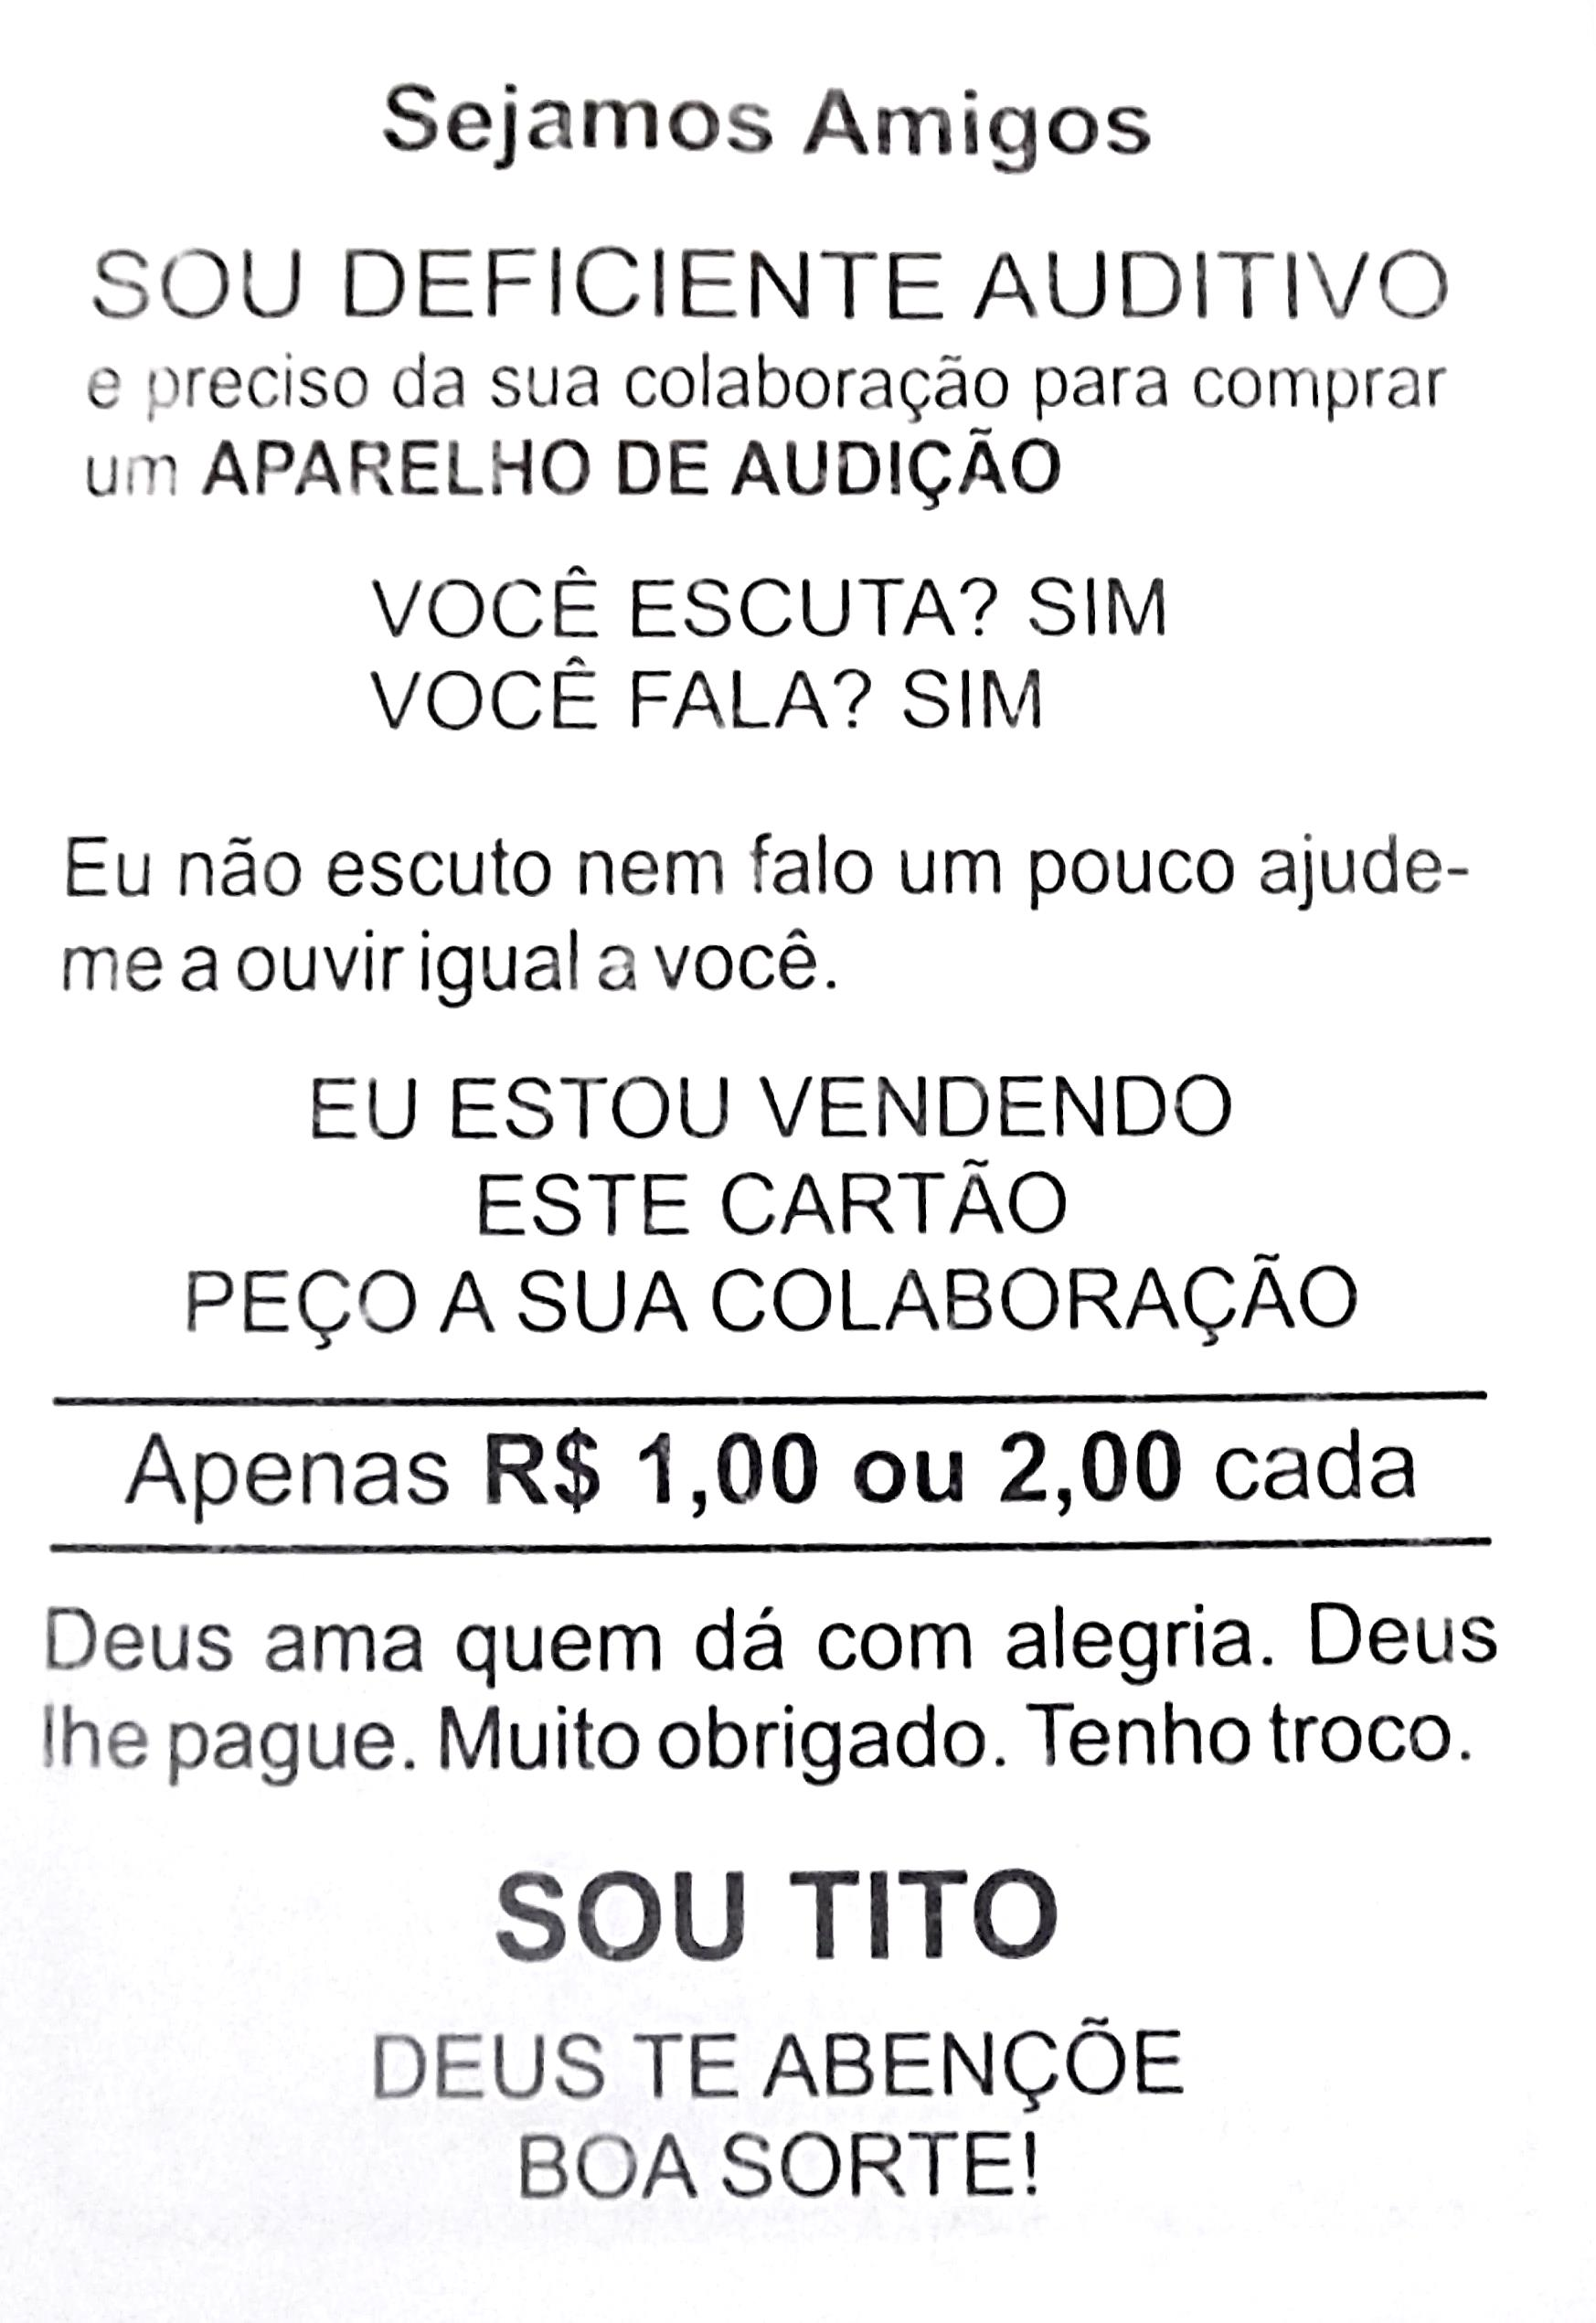 Sejamos Amigos
SOU DEFICIENTE AUDITIVO
e preciso da sua colaboração para comprar
um APARELHO DE AUDIÇÃO
VOCÊ ESCUTA? SIM
VOCÊ FALA? SIM
Eu não escuto nem falo um pouco ajude-
me a ouvir igual a você.
EU ESTOU VENDENDO
ESTE CARTÃO
PEÇO A SUA COLABORAÇÃO
Apenas R$ 1,00 ou 2,00 cada
Deus ama quem dá com alegria. Deus
lhe pague. Muito obrigado. Tenho troco.
SOU TITO
DEUS TE ABENÇÕE
BOA SORTE!